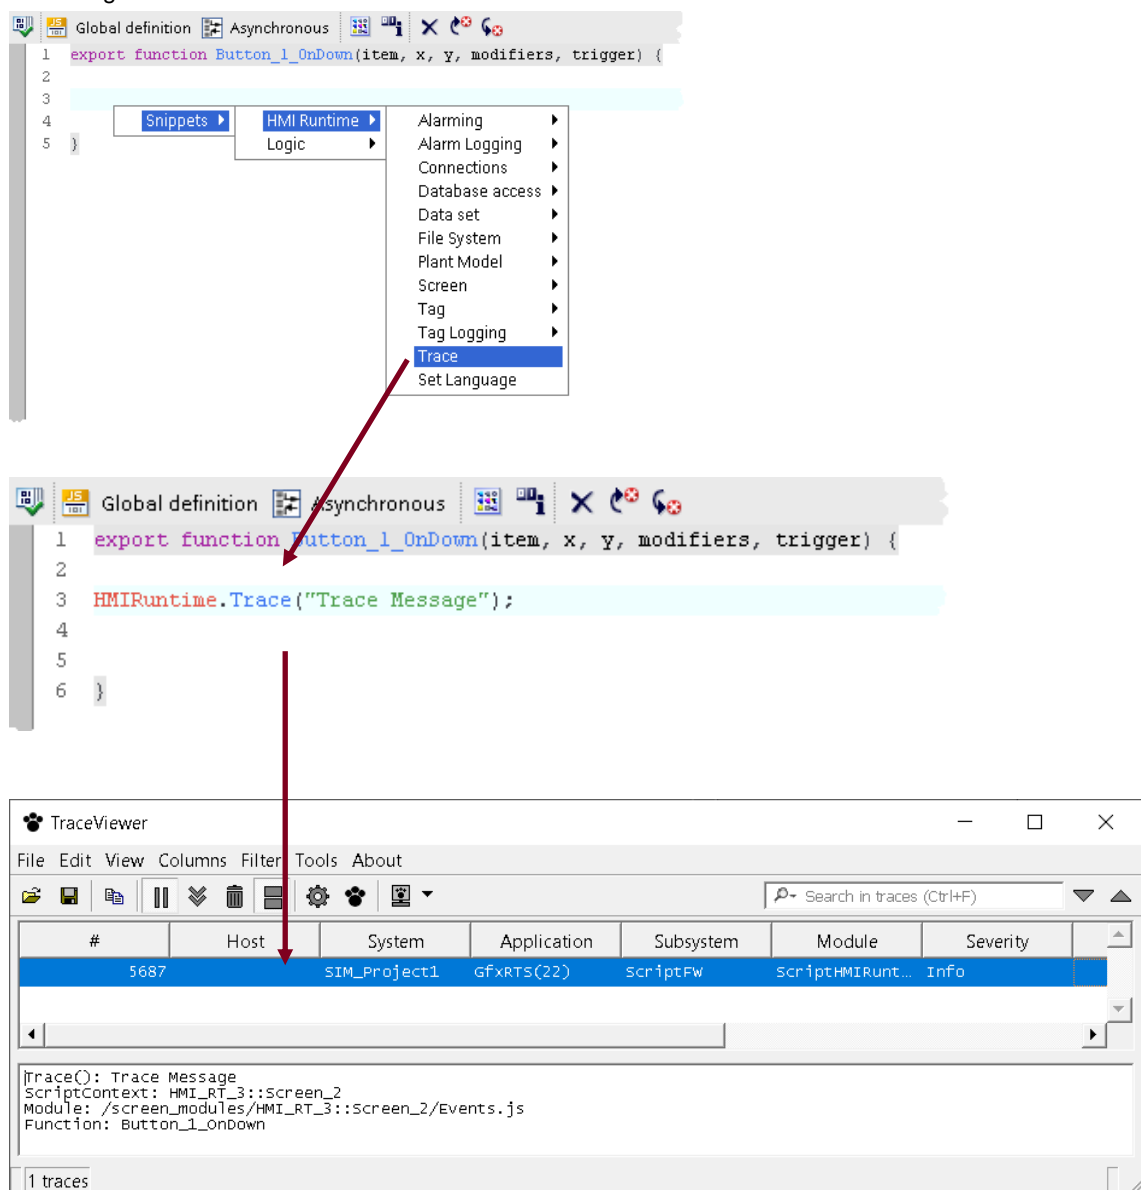 Global definition Asynchronous
1 export function Button_1_OnDown(item, x, y, modifiers, trigger) {
2
3
4
5 }
Snippets
HMI Runtime
Logic
Alarming
Alarm Logging
Connections
Database access
Data set
File System
Plant Model
Screen
Tag
Tag Logging
Trace
Set Language
Global definition Asynchronous
1 export function Button_1_OnDown(item, x, y, modifiers, trigger) {
2
3 HMIRuntime.Trace("Trace Message");
4
5
6 }
TraceViewer
File Edit View Columns Filter Tools About
Search in traces (Ctrl+F)
# Host System Application Subsystem Module Severity
5687 SIM_Project1 GfxRTS(22) ScriptFW ScriptHMIRunt... Info
Trace(): Trace Message
ScriptContext: HMI_RT_3::Screen_2
Module: /screen_modules/HMI_RT_3::Screen_2/Events.js
Function: Button_1_OnDown
1 traces